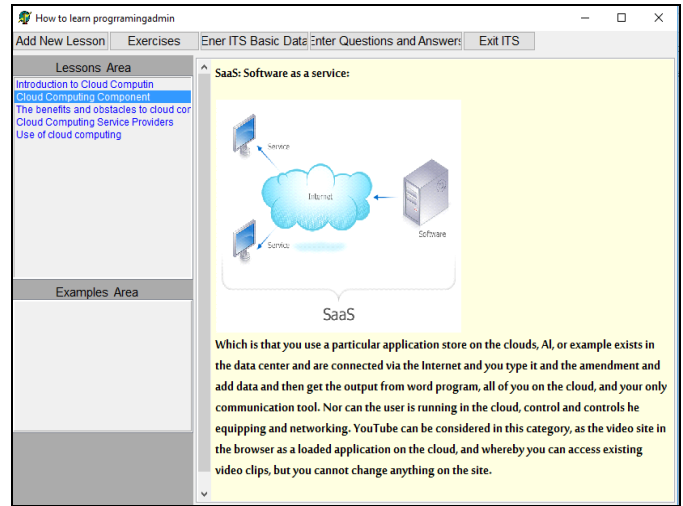 How to learn progrramingadmin
Add New Lesson Exercises Ener ITS Basic Data Enter Questions and Answers Exit ITS
Lessons Area
Introduction to Cloud Computin
Cloud Computing Component
The benefits and obstacles to cloud cor
Cloud Computing Service Providers
Use of cloud computing
Examples Area
SaaS: Software as a service:
Service
Internet
Software
Service
SaaS
Which is that you use a particular application store on the clouds, Al, or example exists in
the data center and are connected via the Internet and you type it and the amendment and
add data and then get the output from word program, all of you on the cloud, and your only
communication tool. Nor can the user is running in the cloud, control and controls he
equipping and networking. YouTube can be considered in this category, as the video site in
the browser as a loaded application on the cloud, and whereby you can access existing
video clips, but you cannot change anything on the site.